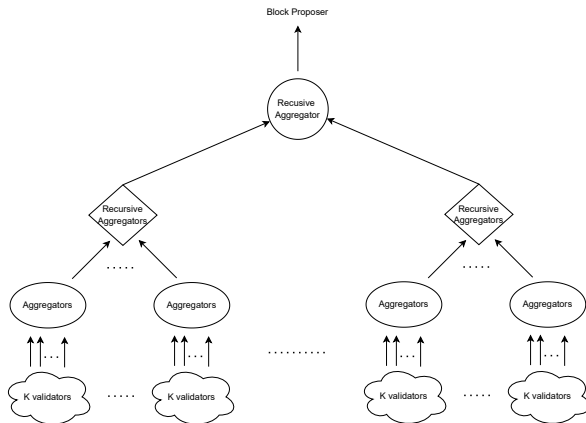 Block Proposer
Recusive
Aggregator
Recursive
Aggregators
Recursive
Aggregators
Aggregators
Aggregators
Aggregators
Aggregators
K validators
K validators
K validators
K validators